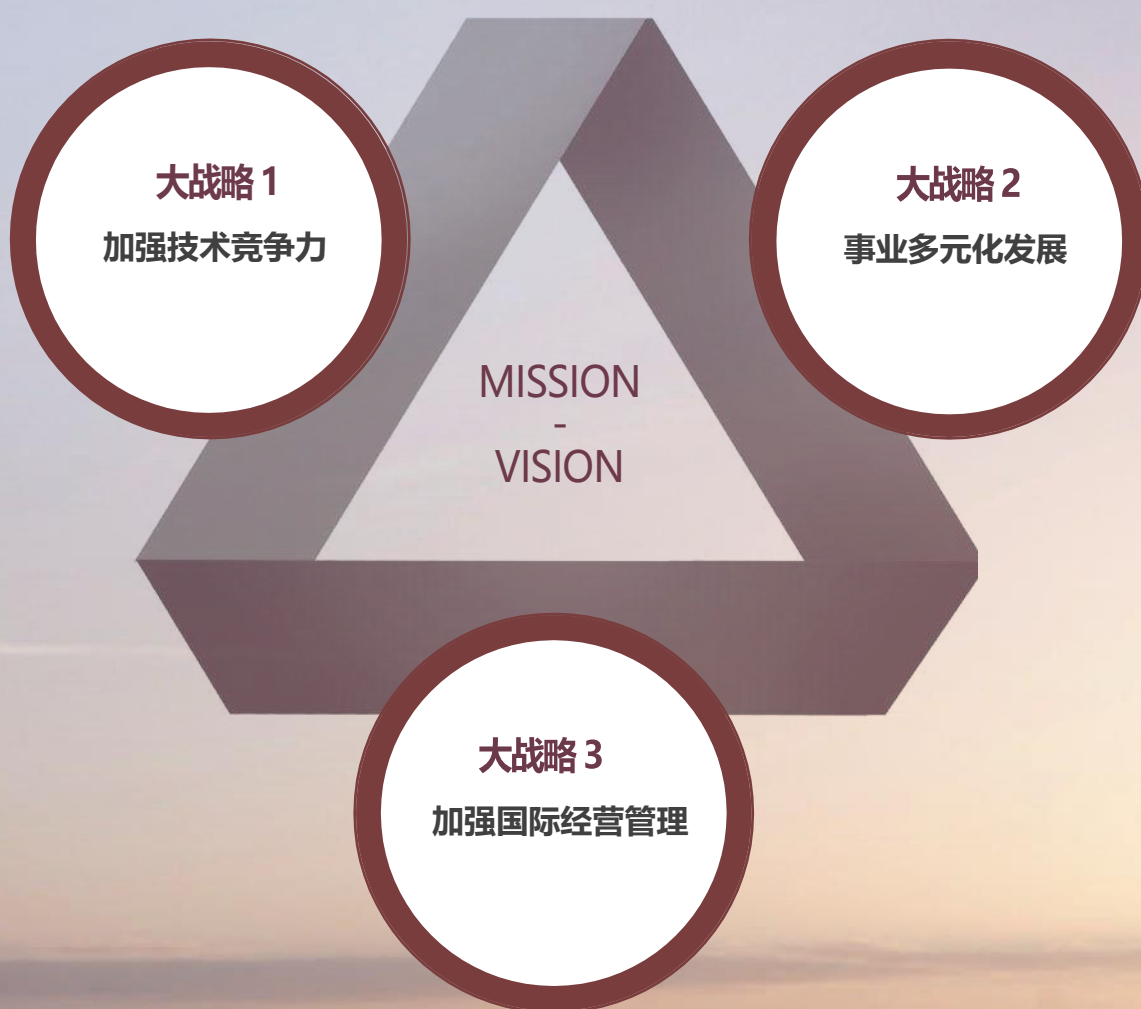 大战略 1
加强技术竞争力
大战略 2
事业多元化发展
MISSION
-
VISION
大战略 3
加强国际经营管理